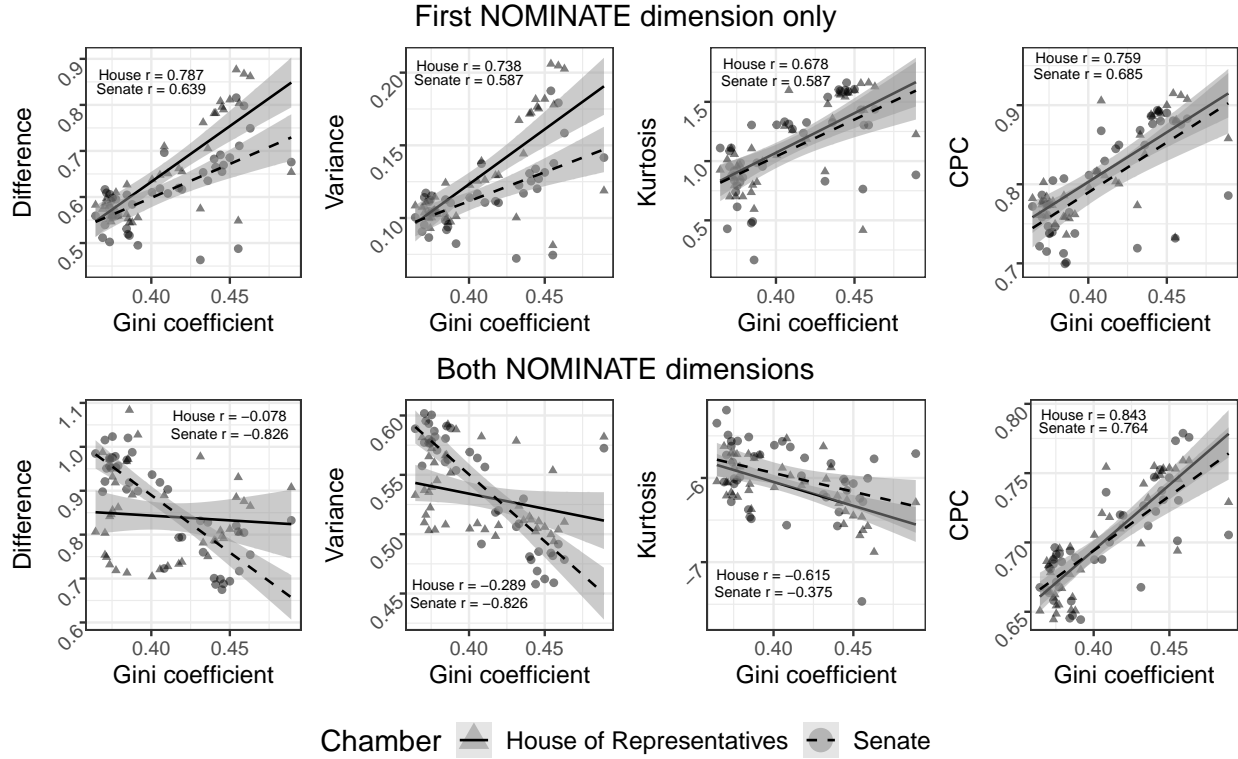 First NOMINATE dimension only
Difference
0.9
0.8
0.7
0.6
0.5
House r = 0.787
Senate r = 0.639
0.40 0.45
Gini coefficient
Variance
0.20
0.15
0.10
House r = 0.738
Senate r = 0.587
0.40 0.45
Gini coefficient
Kurtosis
1.5
1.0
0.5
House r = 0.678
Senate r = 0.587
0.40 0.45
Gini coefficient
CPC
0.9
0.8
0.7
House r = 0.759
Senate r = 0.685
0.40 0.45
Gini coefficient
Both NOMINATE dimensions
Difference
1.1
1.0
0.9
0.8
0.7
0.6
House r = −0.078
Senate r = −0.826
0.40 0.45
Gini coefficient
Variance
0.60
0.55
0.50
0.45
House r = −0.289
Senate r = −0.826
0.40 0.45
Gini coefficient
Kurtosis
−6
−7
House r = −0.615
Senate r = −0.375
0.40 0.45
Gini coefficient
CPC
0.80
0.75
0.70
0.65
House r = 0.843
Senate r = 0.764
0.40 0.45
Gini coefficient
Chamber House of Representatives Senate